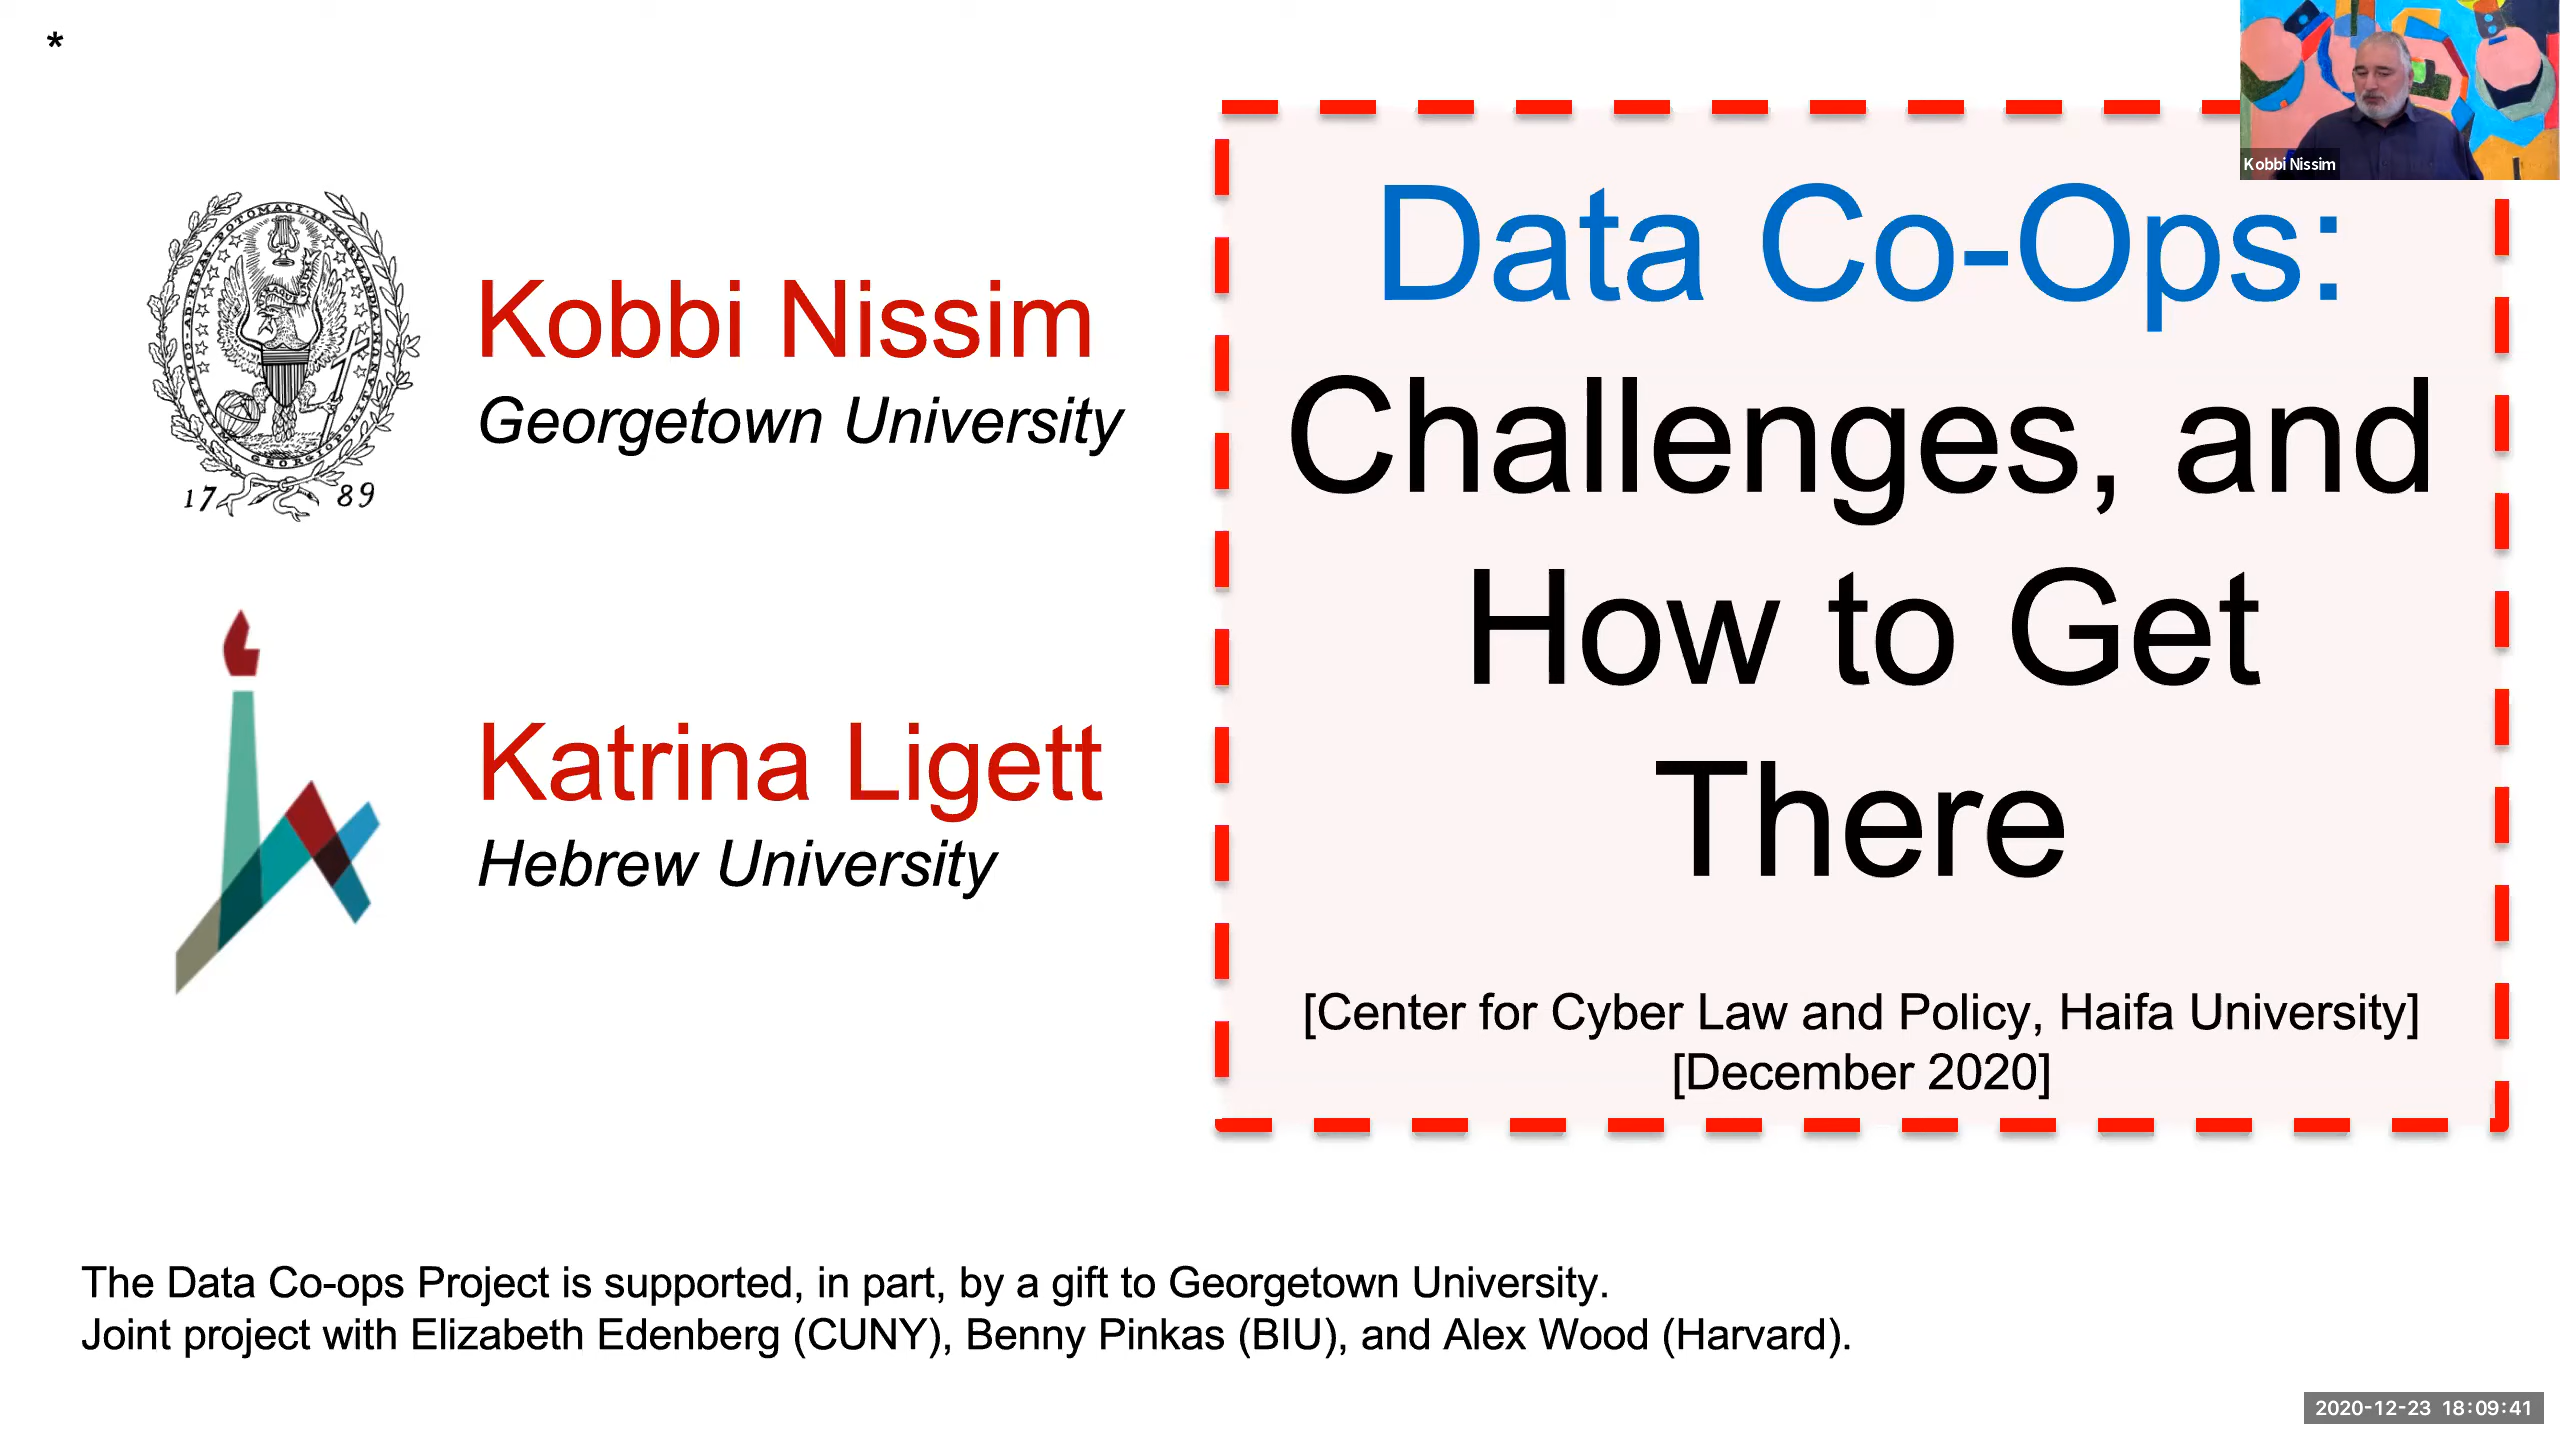 *
Kobbi Nissim
Georgetown University
17 89
Katrina Ligett
Hebrew University
Data Co-Ops:
Challenges, and
How to Get
There
[Center for Cyber Law and Policy, Haifa University]
[December 2020]
Kobbi Nissim
The Data Co-ops Project is supported, in part, by a gift to Georgetown University.
Joint project with Elizabeth Edenberg (CUNY), Benny Pinkas (BIU), and Alex Wood (Harvard).
2020-12-23 18:09:41